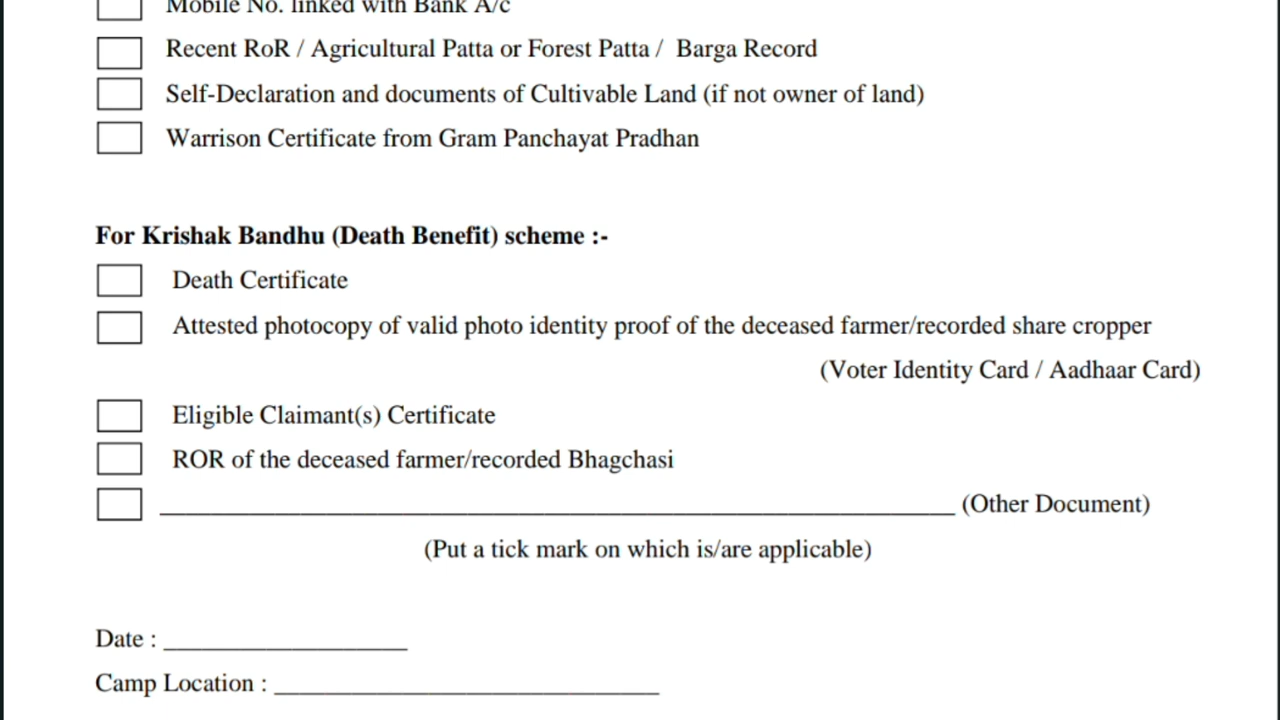 Mobile No. linked with Bank A/c
Recent RoR / Agricultural Patta or Forest Patta / Barga Record
Self-Declaration and documents of Cultivable Land (if not owner of land)
Warrison Certificate from Gram Panchayat Pradhan
For Krishak Bandhu (Death Benefit) scheme :-
Death Certificate
Attested photocopy of valid photo identity proof of the deceased farmer/recorded share cropper
(Voter Identity Card / Aadhaar Card)
Eligible Claimant(s) Certificate
ROR of the deceased farmer/recorded Bhagchasi
______________________________________________________________ (Other Document)
(Put a tick mark on which is/are applicable)
Date : ___________________
Camp Location : ______________________________